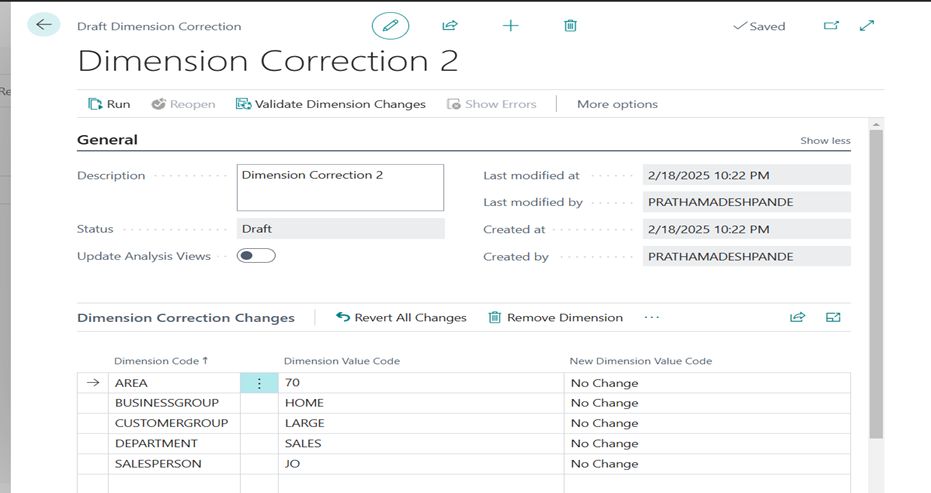 Draft Dimension Correction
Saved
Dimension Correction 2
Run Reopen Validate Dimension Changes Show Errors More options
Re
General
Show less
Description Dimension Correction 2 Last modified at 2/18/2025 10:22 PM
Last modified by PRATHAMADESHPANDE
Status Draft Created at 2/18/2025 10:22 PM
Update Analysis Views Created by PRATHAMADESHPANDE
Dimension Correction Changes Revert All Changes Remove Dimension ...
Dimension Code ↑ Dimension Value Code New Dimension Value Code
AREA 70 No Change
BUSINESSGROUP HOME No Change
CUSTOMERGROUP LARGE No Change
DEPARTMENT SALES No Change
SALESPERSON JO No Change